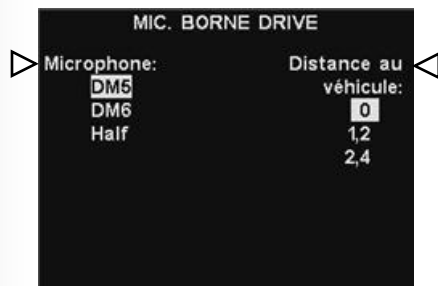 MIC. BORNE DRIVE
Microphone:
DM5
DM6
Half
Distance au
véhicule:
0
1,2
2,4